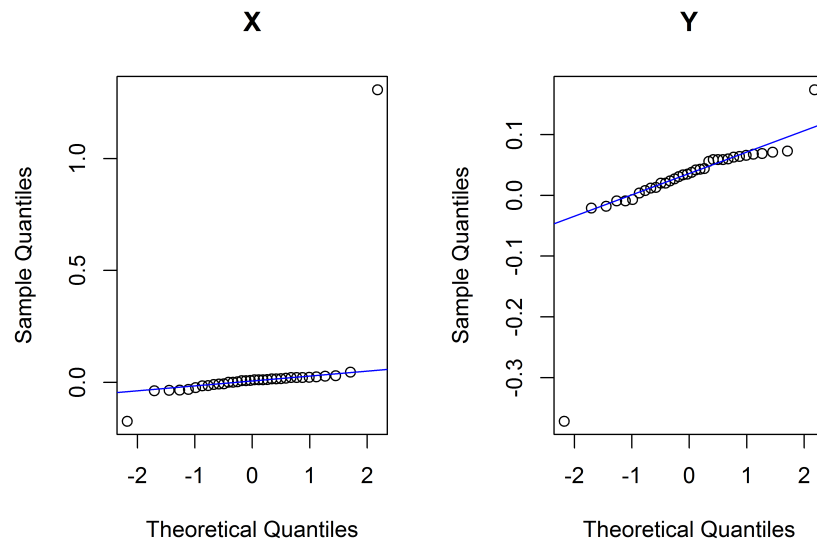 X
Sample Quantiles
1.0
0.5
0.0
-2 -1 0 1 2
Theoretical Quantiles
Y
Sample Quantiles
0.1
0.0
-0.1
-0.2
-0.3
-2 -1 0 1 2
Theoretical Quantiles